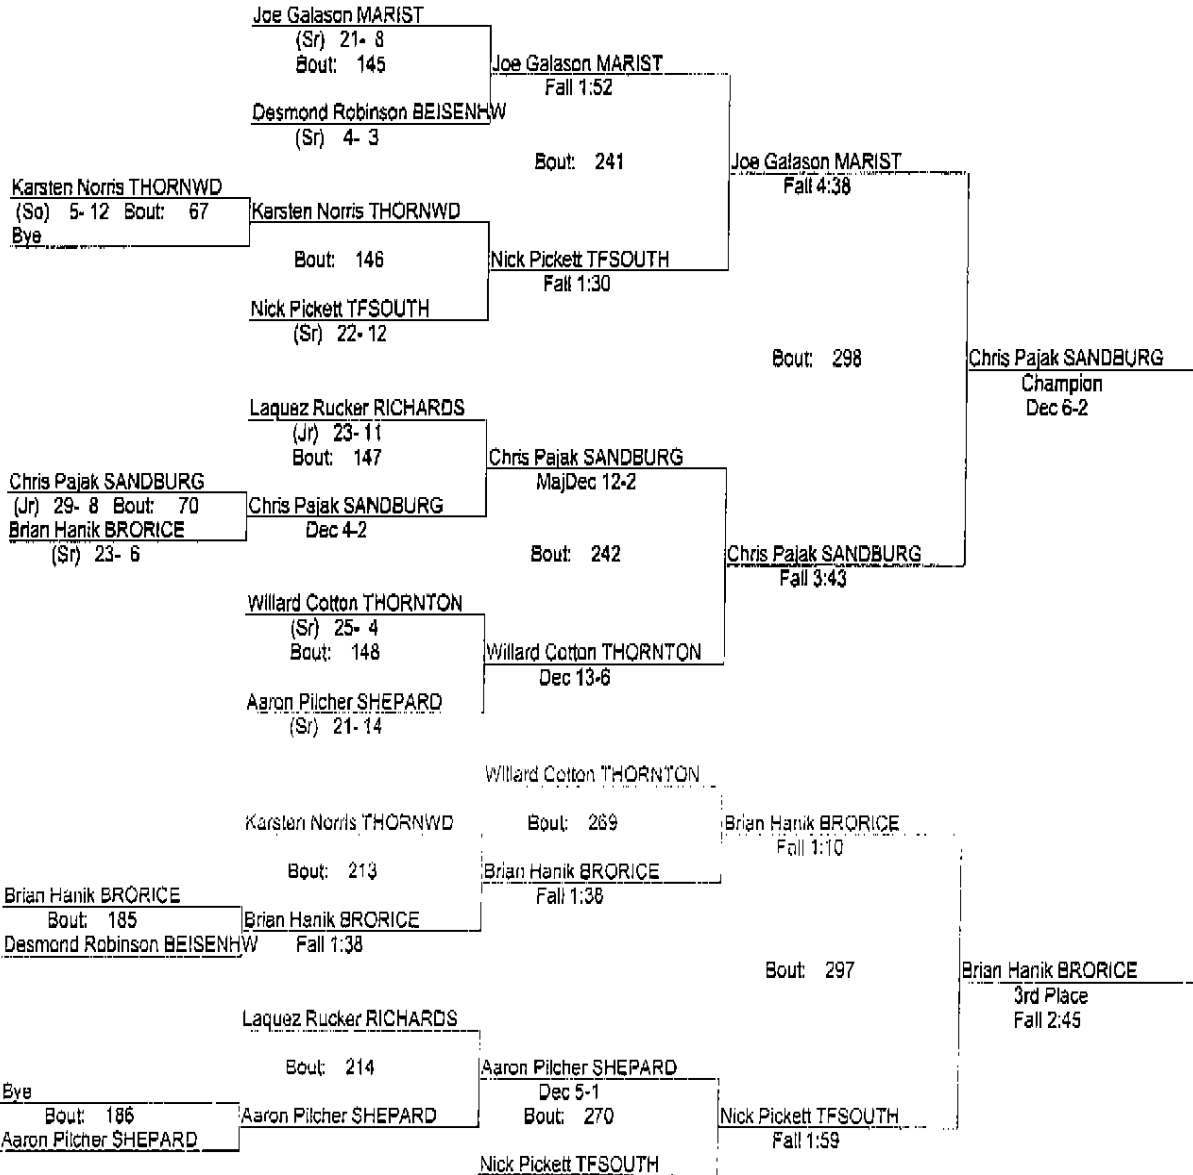 Joe Galason MARIST
(Sr) 21- 8
Bout: 145
Joe Galason MARIST
Fall 1:52
Desmond Robinson BEISENHW
(Sr) 4- 3
Bout: 241
Joe Galason MARIST
Fall 4:38
Karsten Norris THORNWD
(So) 5- 12 Bout: 67
Bye
Karsten Norris THORNWD
Bout: 146
Nick Pickett TFSOUTH
Fall 1:30
Nick Pickett TFSOUTH
(Sr) 22- 12
Bout: 298
Chris Pajak SANDBURG
Champion
Dec 6-2
Laquez Rucker RICHARDS
(Jr) 23- 11
Bout: 147
Chris Pajak SANDBURG
MajDec 12-2
Chris Pajak SANDBURG
(Jr) 29- 8 Bout: 70
Brian Hanik BRORICE
(Sr) 23- 6
Chris Pajak SANDBURG
Dec 4-2
Bout: 242
Chris Pajak SANDBURG
Fall 3:43
Willard Cotton THORNTON
(Sr) 25- 4
Bout: 148
Willard Cotton THORNTON
Dec 13-6
Aaron Pilcher SHEPARD
(Sr) 21- 14
Willard Cotton THORNTON
Karsten Norris THORNWD
Bout: 269
Brian Hanik BRORICE
Fall 1:10
Bout: 213
Brian Hanik BRORICE
Fall 1:38
Brian Hanik BRORICE
Bout: 185
Desmond Robinson BEISENHW
Brian Hanik BRORICE
Fall 1:38
Bout: 297
Brian Hanik BRORICE
3rd Place
Fall 2:45
Laquez Rucker RICHARDS
Bout: 214
Aaron Pilcher SHEPARD
Dec 5-1
Bye
Bout: 186
Aaron Pilcher SHEPARD
Aaron Pilcher SHEPARD
Bout: 270
Nick Pickett TFSOUTH
Fall 1:59
Nick Pickett TFSOUTH